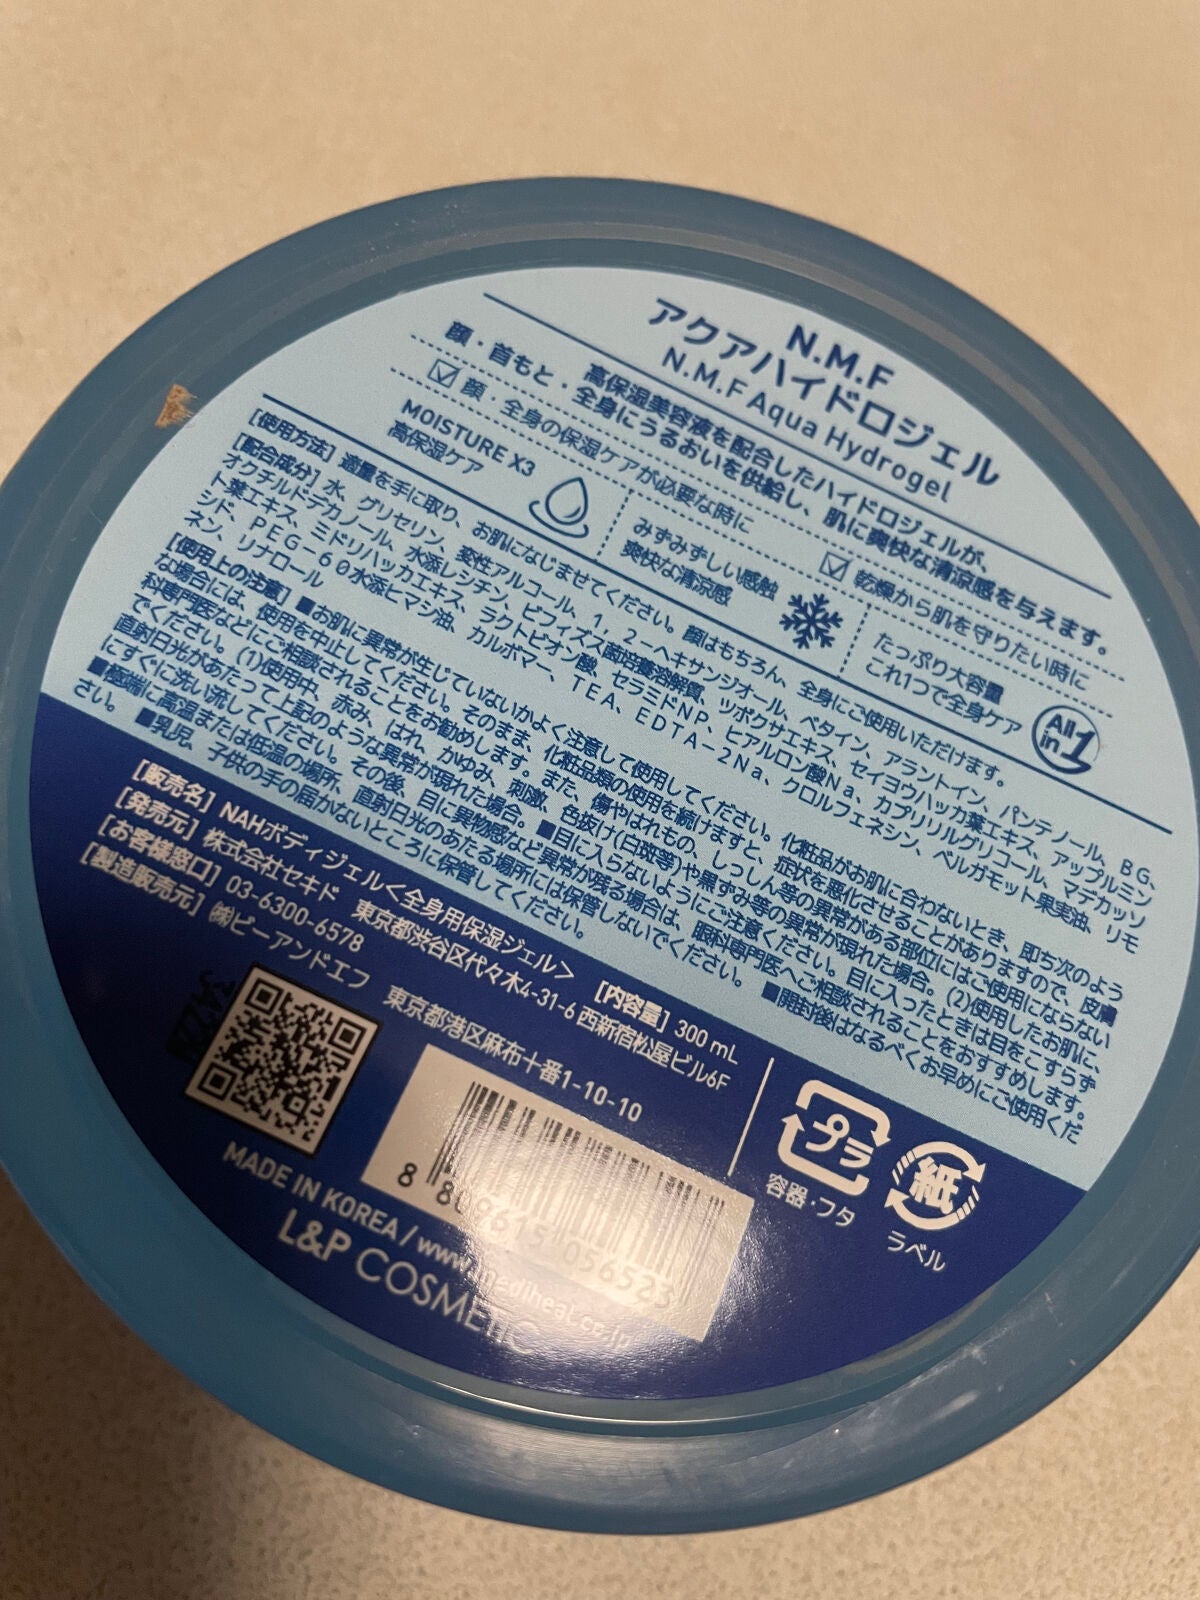 N.M.F
アクアハイドロジェル
N.M.F Aqua Hydrogel
高保湿美容液を配合したハイドロジェルが、
顔・首もと・全身にうるおいを供給し、肌に爽快な清涼感を与えます。
顔・全身の保湿ケアが必要な時に
乾燥から肌を守りたい時に
MOISTURE X3
高保湿ケア
みずみずしい感触
爽快な清涼感
たっぷり大容量
これ1つで全身ケア
All in 1
[使用方法] 適量を手に取り、お肌になじませてください。顔はもちろん、全身にご使用いただけます。
[配合成分] 水、グリセリン、変性アルコール、1，2－ヘキサンジオール、ベタイン、アラントイン、パンテノール、BG、
オクチルドデカノール、水添レシチン、ビフィズス菌培養溶解質、ツボクサエキス、セイヨウハッカ葉エキス、アップルミン
ト葉エキス、ミドリハッカエキス、ラクトビオン酸、セラミドNP、ヒアルロン酸Na、カプリリルグリコール、マデカッソ
シド、PEG－60水添ヒマシ油、カルボマー、TEA、EDTA－2Na、クロルフェネシン、ベルガモット果実油、リモ
ネン、リナロール
[使用上の注意] ■お肌に異常が生じていないかよく注意して使用してください。化粧品がお肌に合わないとき、即ち次のよう
な場合には、使用を中止してください。そのまま、化粧品類の使用を続けますと、症状を悪化させることがありますので、皮膚
科専門医などにご相談されることをお勧めします。また、傷やはれもの、しっしん等の異常がある部位にはご使用にならない
でください。(1)使用中、赤み、はれ、かゆみ、刺激、色抜け(白斑等)や黒ずみ等の異常が現れた場合。(2)使用したお肌に、
直射日光があたって上記のような異常が現れた場合。■目に入らないようにご注意ください。目に入ったときは目をこすらず
にすぐに洗い流してください。その後、目に異物感など異常が残る場合は、眼科専門医へご相談されることをおすすめします。
■極端に高温または低温の場所、直射日光のあたる場所には保管しないでください。■開封後はなるべくお早めにご使用くだ
さい。■乳児、子供の手の届かないところに保管してください。
[販売名] NAHボディジェル<全身用保湿ジェル> [内容量] 300 mL
[発売元] 株式会社セキド 東京都渋谷区代々木4-31-6 西新宿松屋ビル6F
[お客様窓口] 03-6300-6578
[製造販売元] ㈱ピーアンドエフ 東京都港区麻布十番1-10-10
プラ
容器・フタ
紙
ラベル
8 809615 056523
MADE IN KOREA / www.mediheal.co.jp
L&P COSMETIC